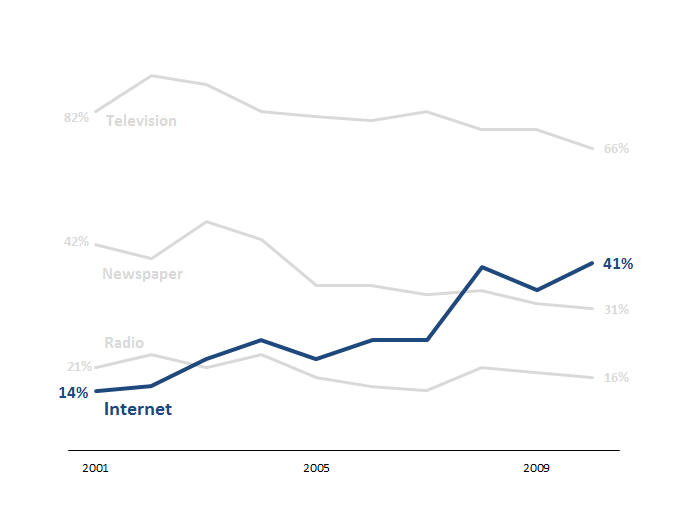 82%
Television
66%
42%
Newspaper
41%
31%
Radio
21%
16%
14%
Internet
2001
2005
2009